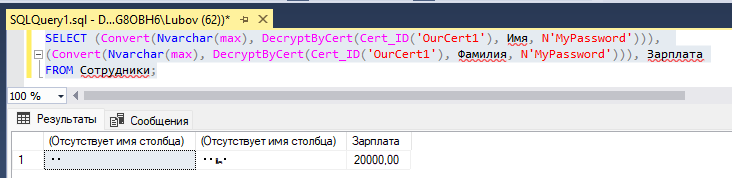 SQLQuery1.sql - D...G8OBH6\Lubov (62))*
SELECT (Convert(Nvarchar(max), DecryptByCert(Cert_ID('OurCert1'), Имя, N'MyPassword'))),
(Convert(Nvarchar(max), DecryptByCert(Cert_ID('OurCert1'), Фамилия, N'MyPassword'))), Зарплата
FROM Сотрудники;
100 %
Результаты Сообщения
(Отсутствует имя столбца) (Отсутствует имя столбца) Зарплата
1 20000,00